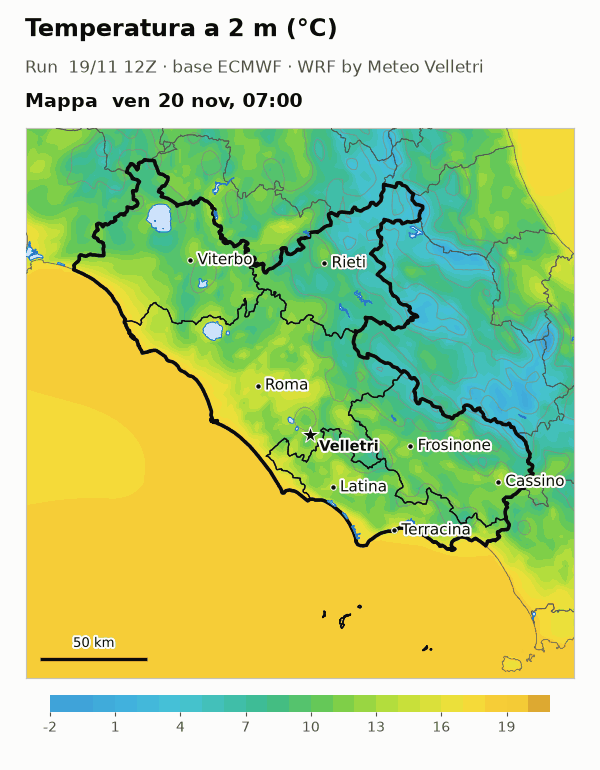 Temperatura a 2 m (°C)
Run  19/11 12Z · base ECMWF · WRF by Meteo Velletri
Mappa  ven 20 nov, 07:00
Viterbo
Rieti
Roma
Velletri
Frosinone
Cassino
Latina
Terracina
50 km
-2 1 4 7 10 13 16 19